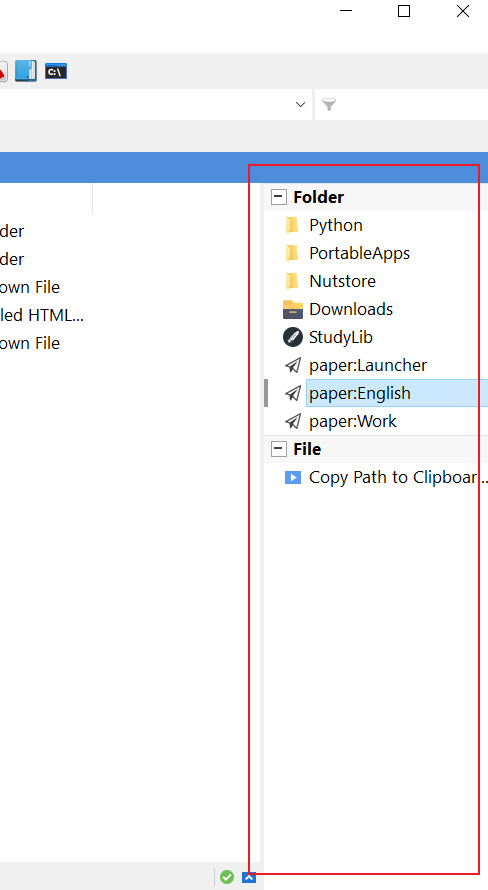 C:\
Folder
Python
der
PortableApps
der
Nutstore
own File
Downloads
led HTML...
StudyLib
own File
paper:Launcher
paper:English
paper:Work
File
Copy Path to Clipboar...